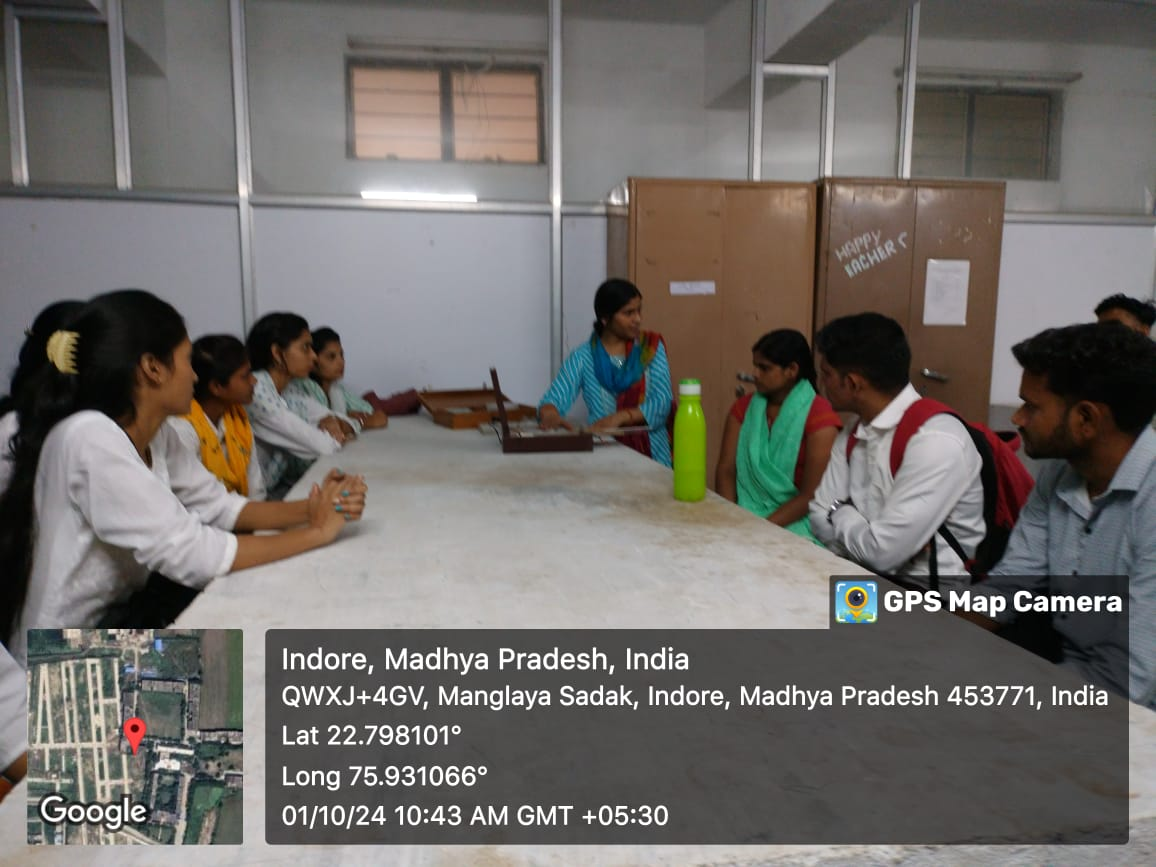 HAPPY
EACHER
GPS Map Camera
Indore, Madhya Pradesh, India
QWXJ+4GV, Manglaya Sadak, Indore, Madhya Pradesh 453771, India
Lat 22.798101°
Long 75.931066°
01/10/24 10:43 AM GMT +05:30
Google